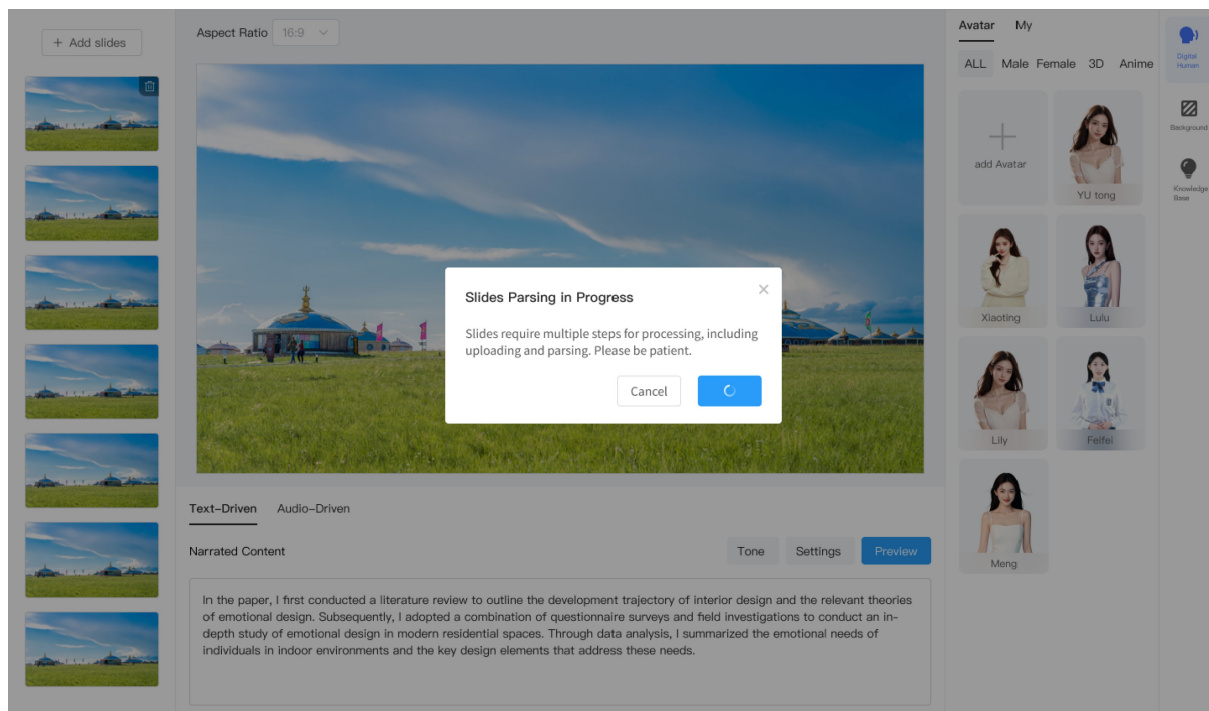 + Add slides
Aspect Ratio 16:9
Slides Parsing in Progress
Slides require multiple steps for processing, including
uploading and parsing. Please be patient.
Cancel
Text-Driven Audio-Driven
Narrated Content
Tone Settings Preview
In the paper, I first conducted a literature review to outline the development trajectory of interior design and the relevant theories
of emotional design. Subsequently, I adopted a combination of questionnaire surveys and field investigations to conduct an in-
depth study of emotional design in modern residential spaces. Through data analysis, I summarized the emotional needs of
individuals in indoor environments and the key design elements that address these needs.
Avatar My
ALL Male Female 3D Anime
add Avatar
YU tong
Xiaoting Lulu
Lily Feifei
Meng
Digital
Human
Background
Knowledge
Base